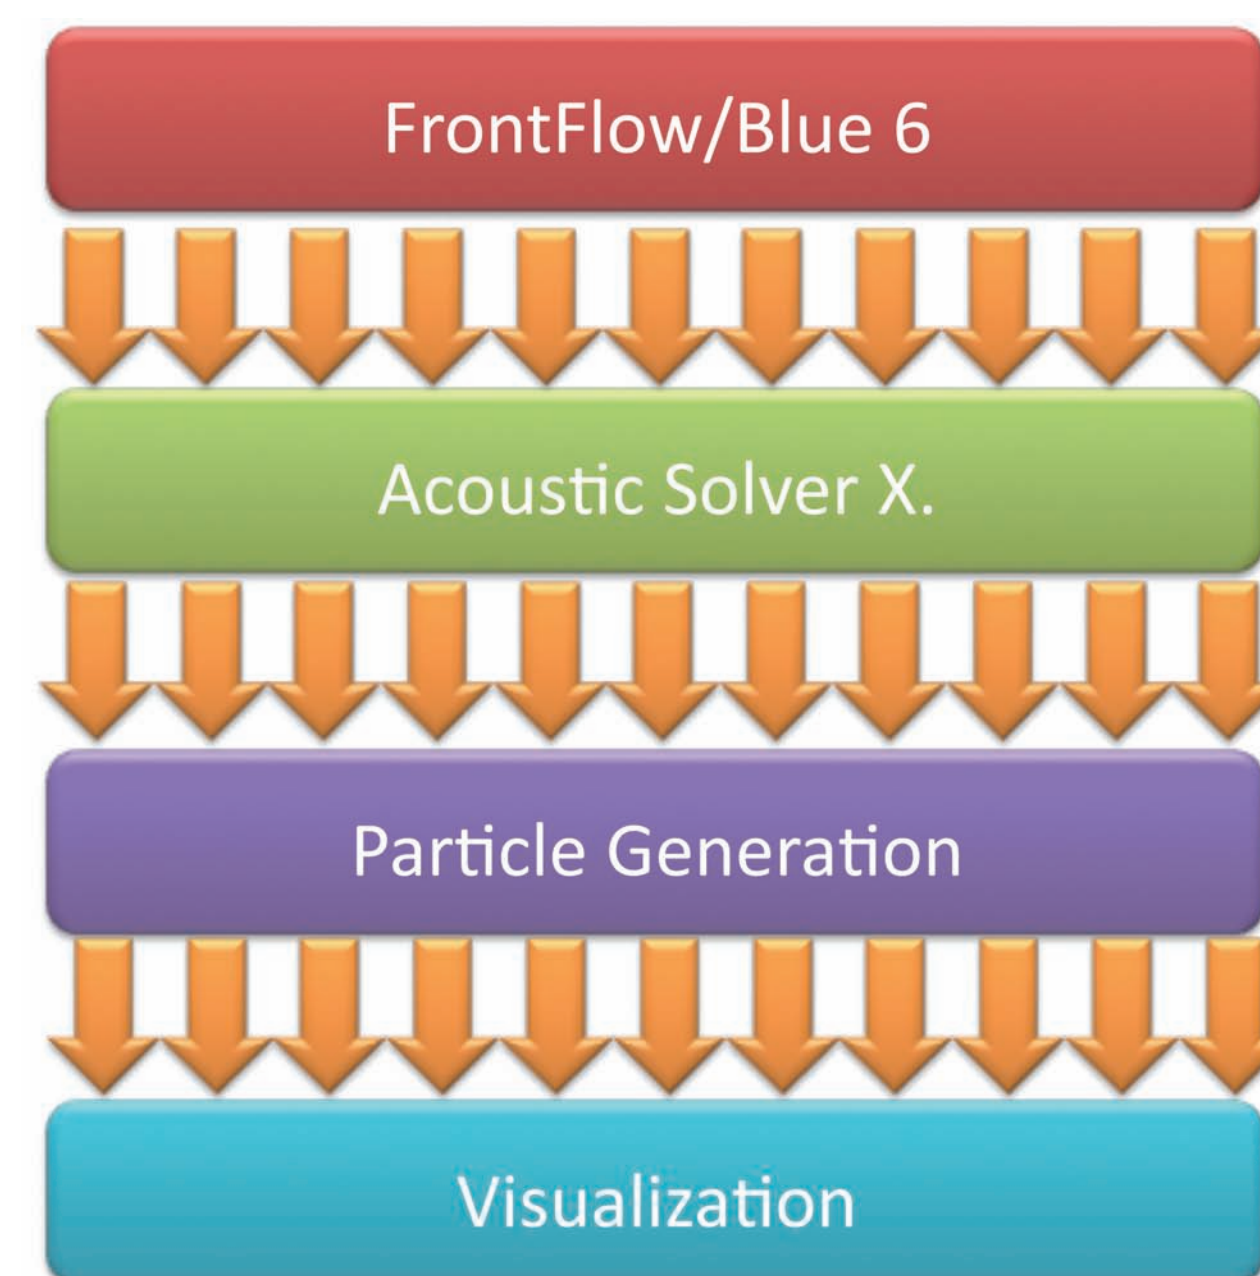 FrontFlow/Blue 6
Acoustic Solver X.
Particle Generation
Visualization